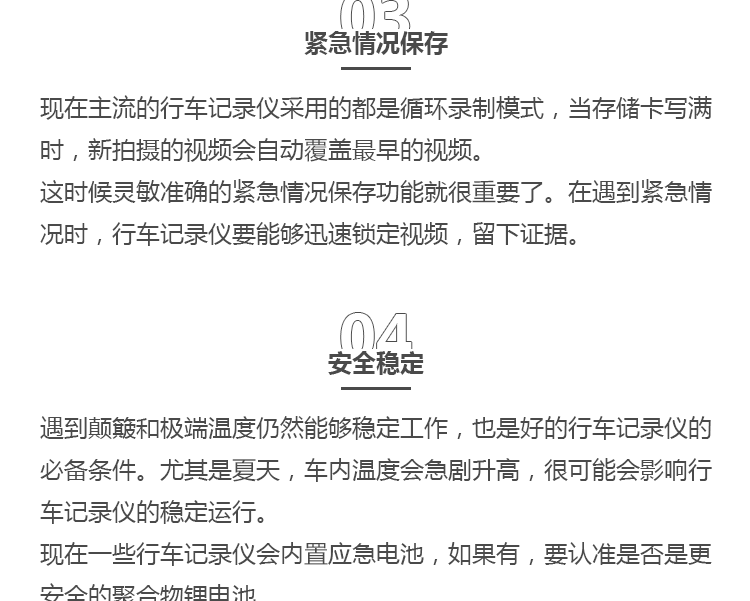 03
紧急情况保存
现在主流的行车记录仪采用的都是循环录制模式，当存储卡写满
时，新拍摄的视频会自动覆盖最早的视频。
这时候灵敏准确的紧急情况保存功能就很重要了。在遇到紧急情
况时，行车记录仪要能够迅速锁定视频，留下证据。
04
安全稳定
遇到颠簸和极端温度仍然能够稳定工作，也是好的行车记录仪的
必备条件。尤其是夏天，车内温度会急剧升高，很可能会影响行
车记录仪的稳定运行。
现在一些行车记录仪会内置应急电池，如果有，要认准是否是更
安全的聚合物锂电池